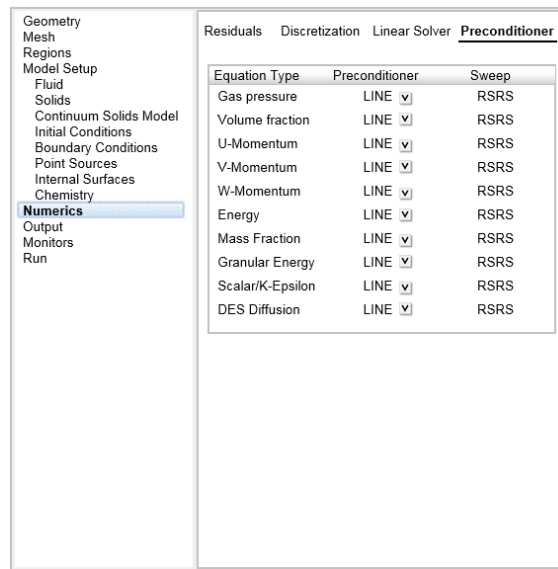 Geometry
Mesh
Regions
Model Setup
Fluid
Solids
Continuum Solids Model
Initial Conditions
Boundary Conditions
Point Sources
Internal Surfaces
Chemistry
Numerics
Output
Monitors
Run
Residuals Discretization Linear Solver Preconditioner
Equation Type Preconditioner Sweep
Gas pressure LINE RSRS
Volume fraction LINE RSRS
U-Momentum LINE RSRS
V-Momentum LINE RSRS
W-Momentum LINE RSRS
Energy LINE RSRS
Mass Fraction LINE RSRS
Granular Energy LINE RSRS
Scalar/K-Epsilon LINE RSRS
DES Diffusion LINE RSRS